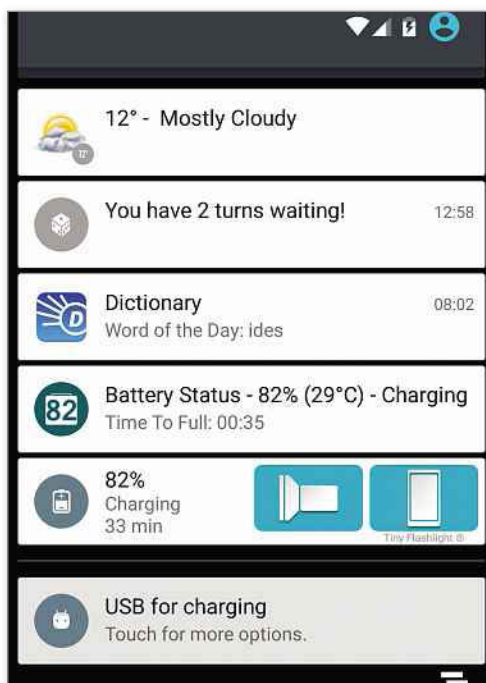 12° - Mostly Cloudy
12°
You have 2 turns waiting!
12:58
Dictionary
08:02
Word of the Day: ides
D
82
Battery Status - 82% (29°C) - Charging
Time To Full: 00:35
82%
Charging
33 min
Tiny Flashlight ®
USB for charging
Touch for more options.